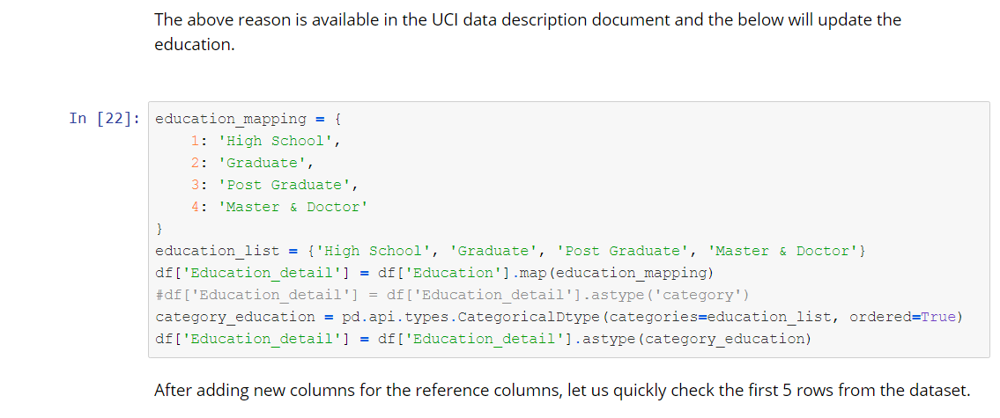 The above reason is available in the UCI data description document and the below will update the
education.
In [22]:
education_mapping = {
    1: 'High School',
    2: 'Graduate',
    3: 'Post Graduate',
    4: 'Master & Doctor'
}
education_list = {'High School', 'Graduate', 'Post Graduate', 'Master & Doctor'}
df['Education_detail'] = df['Education'].map(education_mapping)
#df['Education_detail'] = df['Education_detail'].astype('category')
category_education = pd.api.types.CategoricalDtype(categories=education_list, ordered=True)
df['Education_detail'] = df['Education_detail'].astype(category_education)
After adding new columns for the reference columns, let us quickly check the first 5 rows from the dataset.